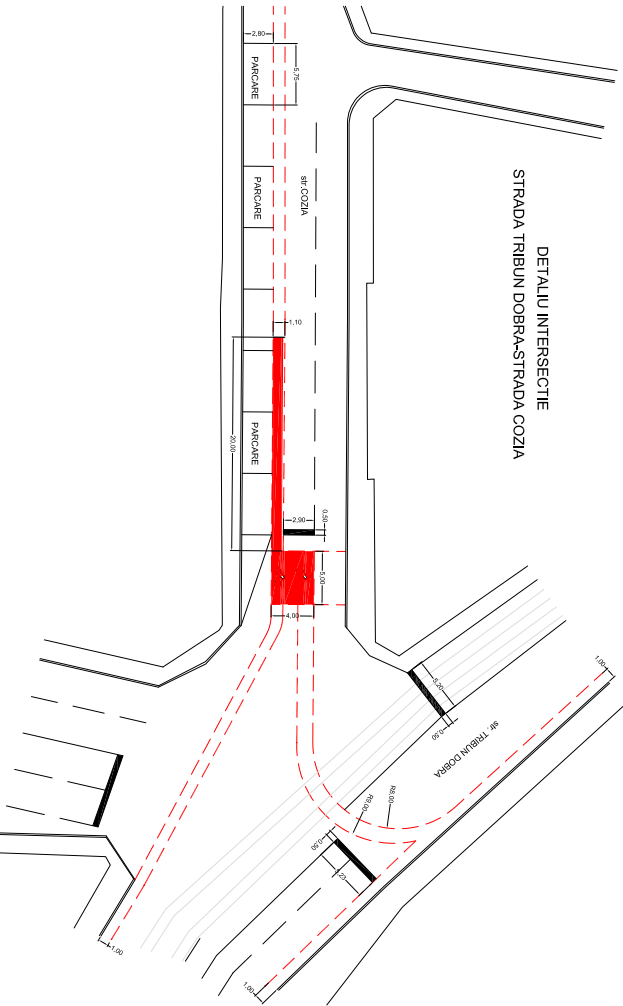 DETALIU INTERSECTIE
STRADA TRIBUN DOBRA-STRADA COZIA
2,80
5,75
PARCARE
PARCARE
str.COZIA
1,10
20,00
PARCARE
2,90
0,50
5,00
4,00
1,00
5,20
0,50
str. TRIBUN DOBRA
R8,00
R9,00
0,50
1,00
1,00